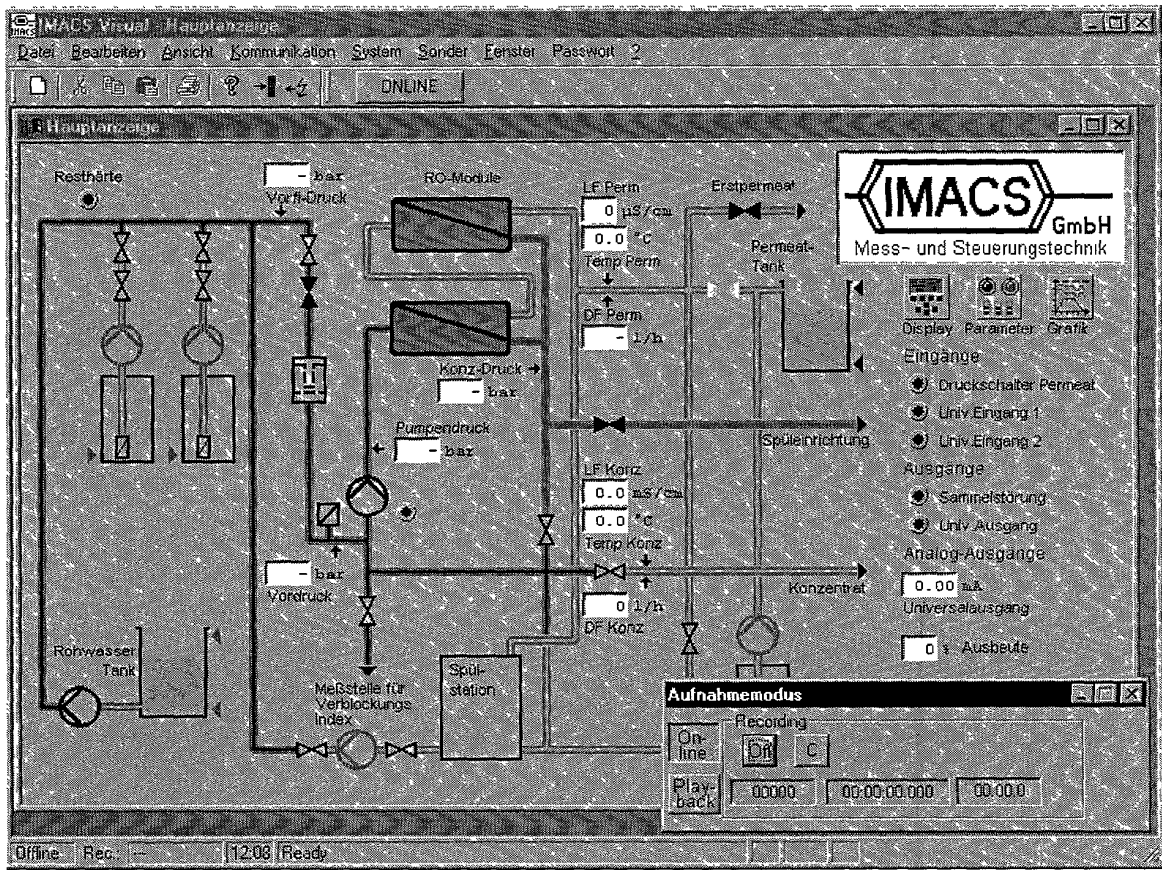 IMACS Visual - Hauptanzeige
Datei Bearbeiten Ansicht Kommunikation System Sonder Fenster Passwort ?
ONLINE
Hauptanzeige
Resthärte
- bar
Vorfi-Druck
RO-Module
LF Perm
0 µS/cm
0.0 °C
Temp Perm
DF Perm
- l/h
Erstpermeat
Permeat-
Tank
IMACS
GmbH
Mess- und Steuerungstechnik
Display Parameter Grafik
Eingänge
Druckschalter Permeat
Univ.Eingang 1
Univ.Eingang 2
Ausgänge
Sammelstörung
Univ.Ausgang
Analog-Ausgänge
0.00 mA
Universalausgang
0 % Ausbeute
Konz-Druck
- bar
Pumpendruck
- bar
Spüleinrichtung
LF Konz
0.0 mS/cm
0.0 °C
Temp Konz
0 l/h
DF Konz
Konzentrat
- bar
Vordruck
Rohwasser
Tank
Meßstelle für
Verblockungs
Index
Spül-
station
Aufnahmemodus
On-
line
Recording
Off
C
Play-
back
00000
00:00:00.000
00:00.0
Offline Rec.: --- 12:08 Ready